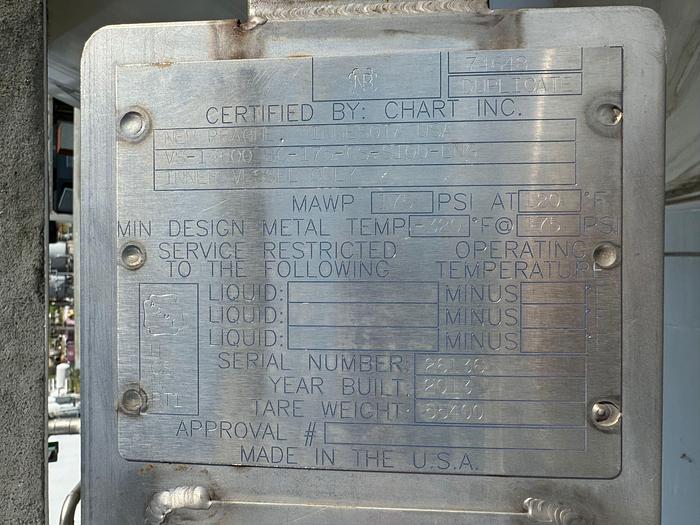 NB
DUPLICATE
CERTIFIED BY: CHART INC.
NEW PRAGUE, MINNESOTA USA
INNER VESSEL ONLY
MAWP 175 PSI AT 120 °F
MIN DESIGN METAL TEMP -320 °F@ 175 PSI
SERVICE RESTRICTED OPERATING
TO THE FOLLOWING TEMPERATURE
LIQUID: MINUS °F
LIQUID: MINUS °F
LIQUID: MINUS °F
SERIAL NUMBER: 26136
YEAR BUILT: 2013
TARE WEIGHT: 55400
APPROVAL #
MADE IN THE U.S.A.